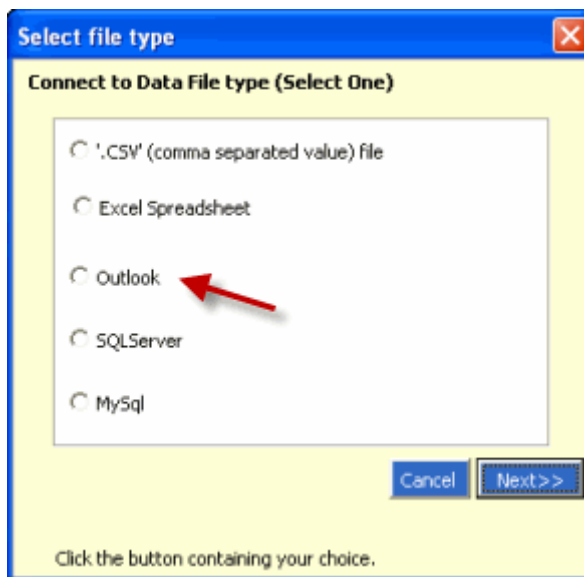 Select file type
Connect to Data File type (Select One)
'.CSV' (comma separated value) file
Excel Spreadsheet
Outlook
SQLServer
MySql
Cancel Next>>
Click the button containing your choice.